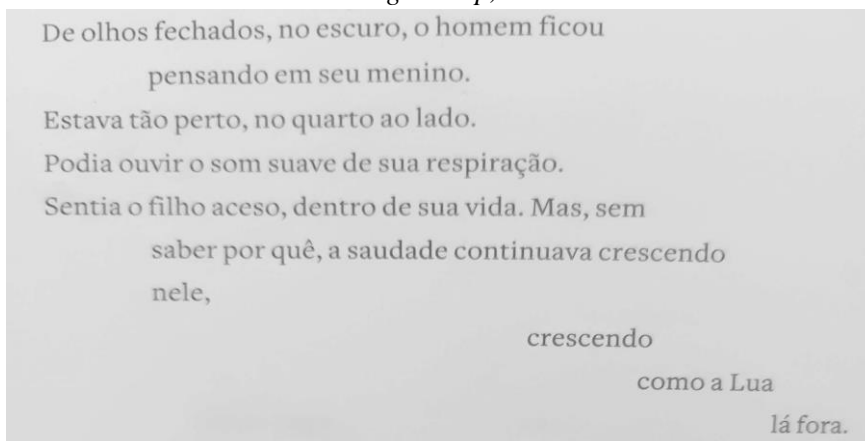 De olhos fechados, no escuro, o homem ficou
pensando em seu menino.
Estava tão perto, no quarto ao lado.
Podia ouvir o som suave de sua respiração.
Sentia o filho aceso, dentro de sua vida. Mas, sem
saber por quê, a saudade continuava crescendo
nele,
crescendo
como a Lua
lá fora.